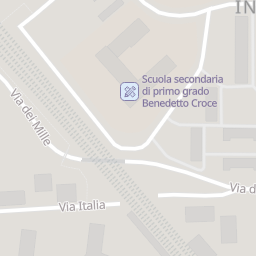 IN
Scuola secondaria
di primo grado
Benedetto Croce
Via dei Mille
Via d
Via Italia